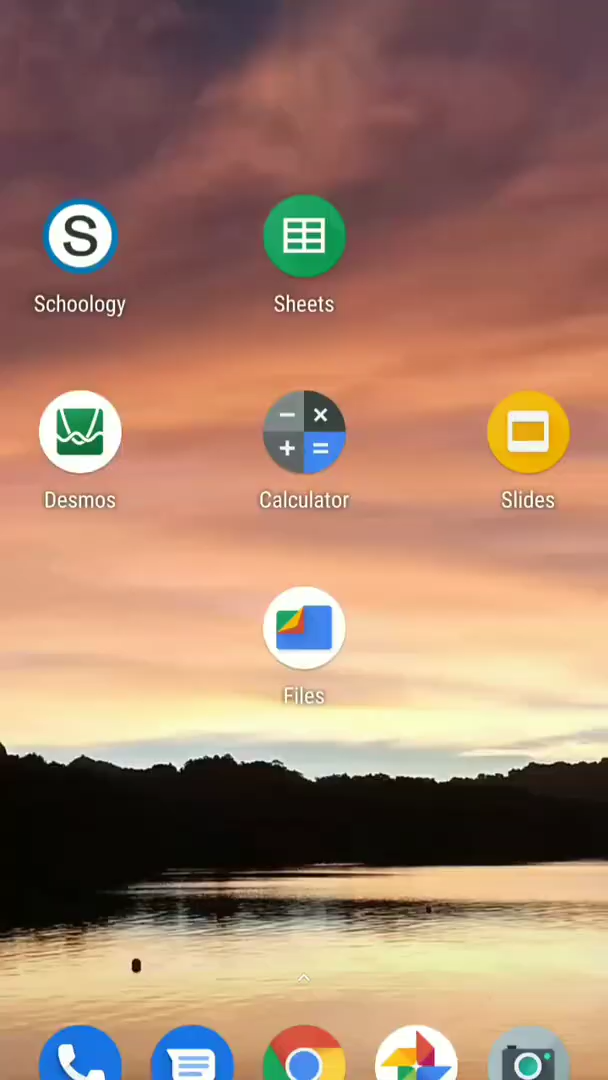 S
Schoology
Sheets
Desmos
Calculator
Slides
Files